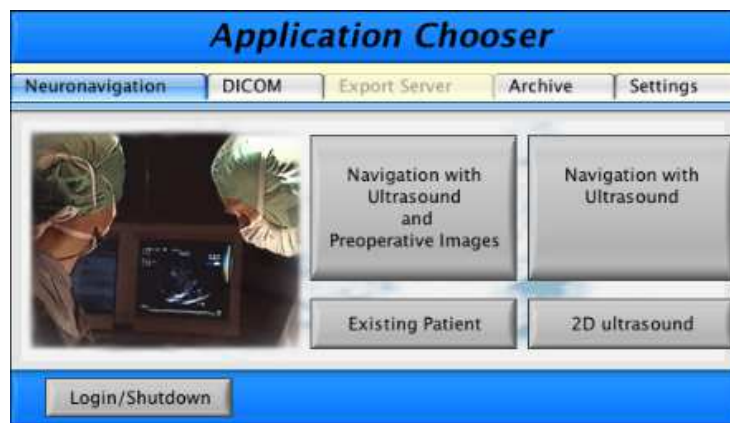 Application Chooser
Neuronavigation DICOM Export Server Archive Settings
Navigation with
Ultrasound
and
Preoperative Images
Navigation with
Ultrasound
Existing Patient
2D ultrasound
Login/Shutdown